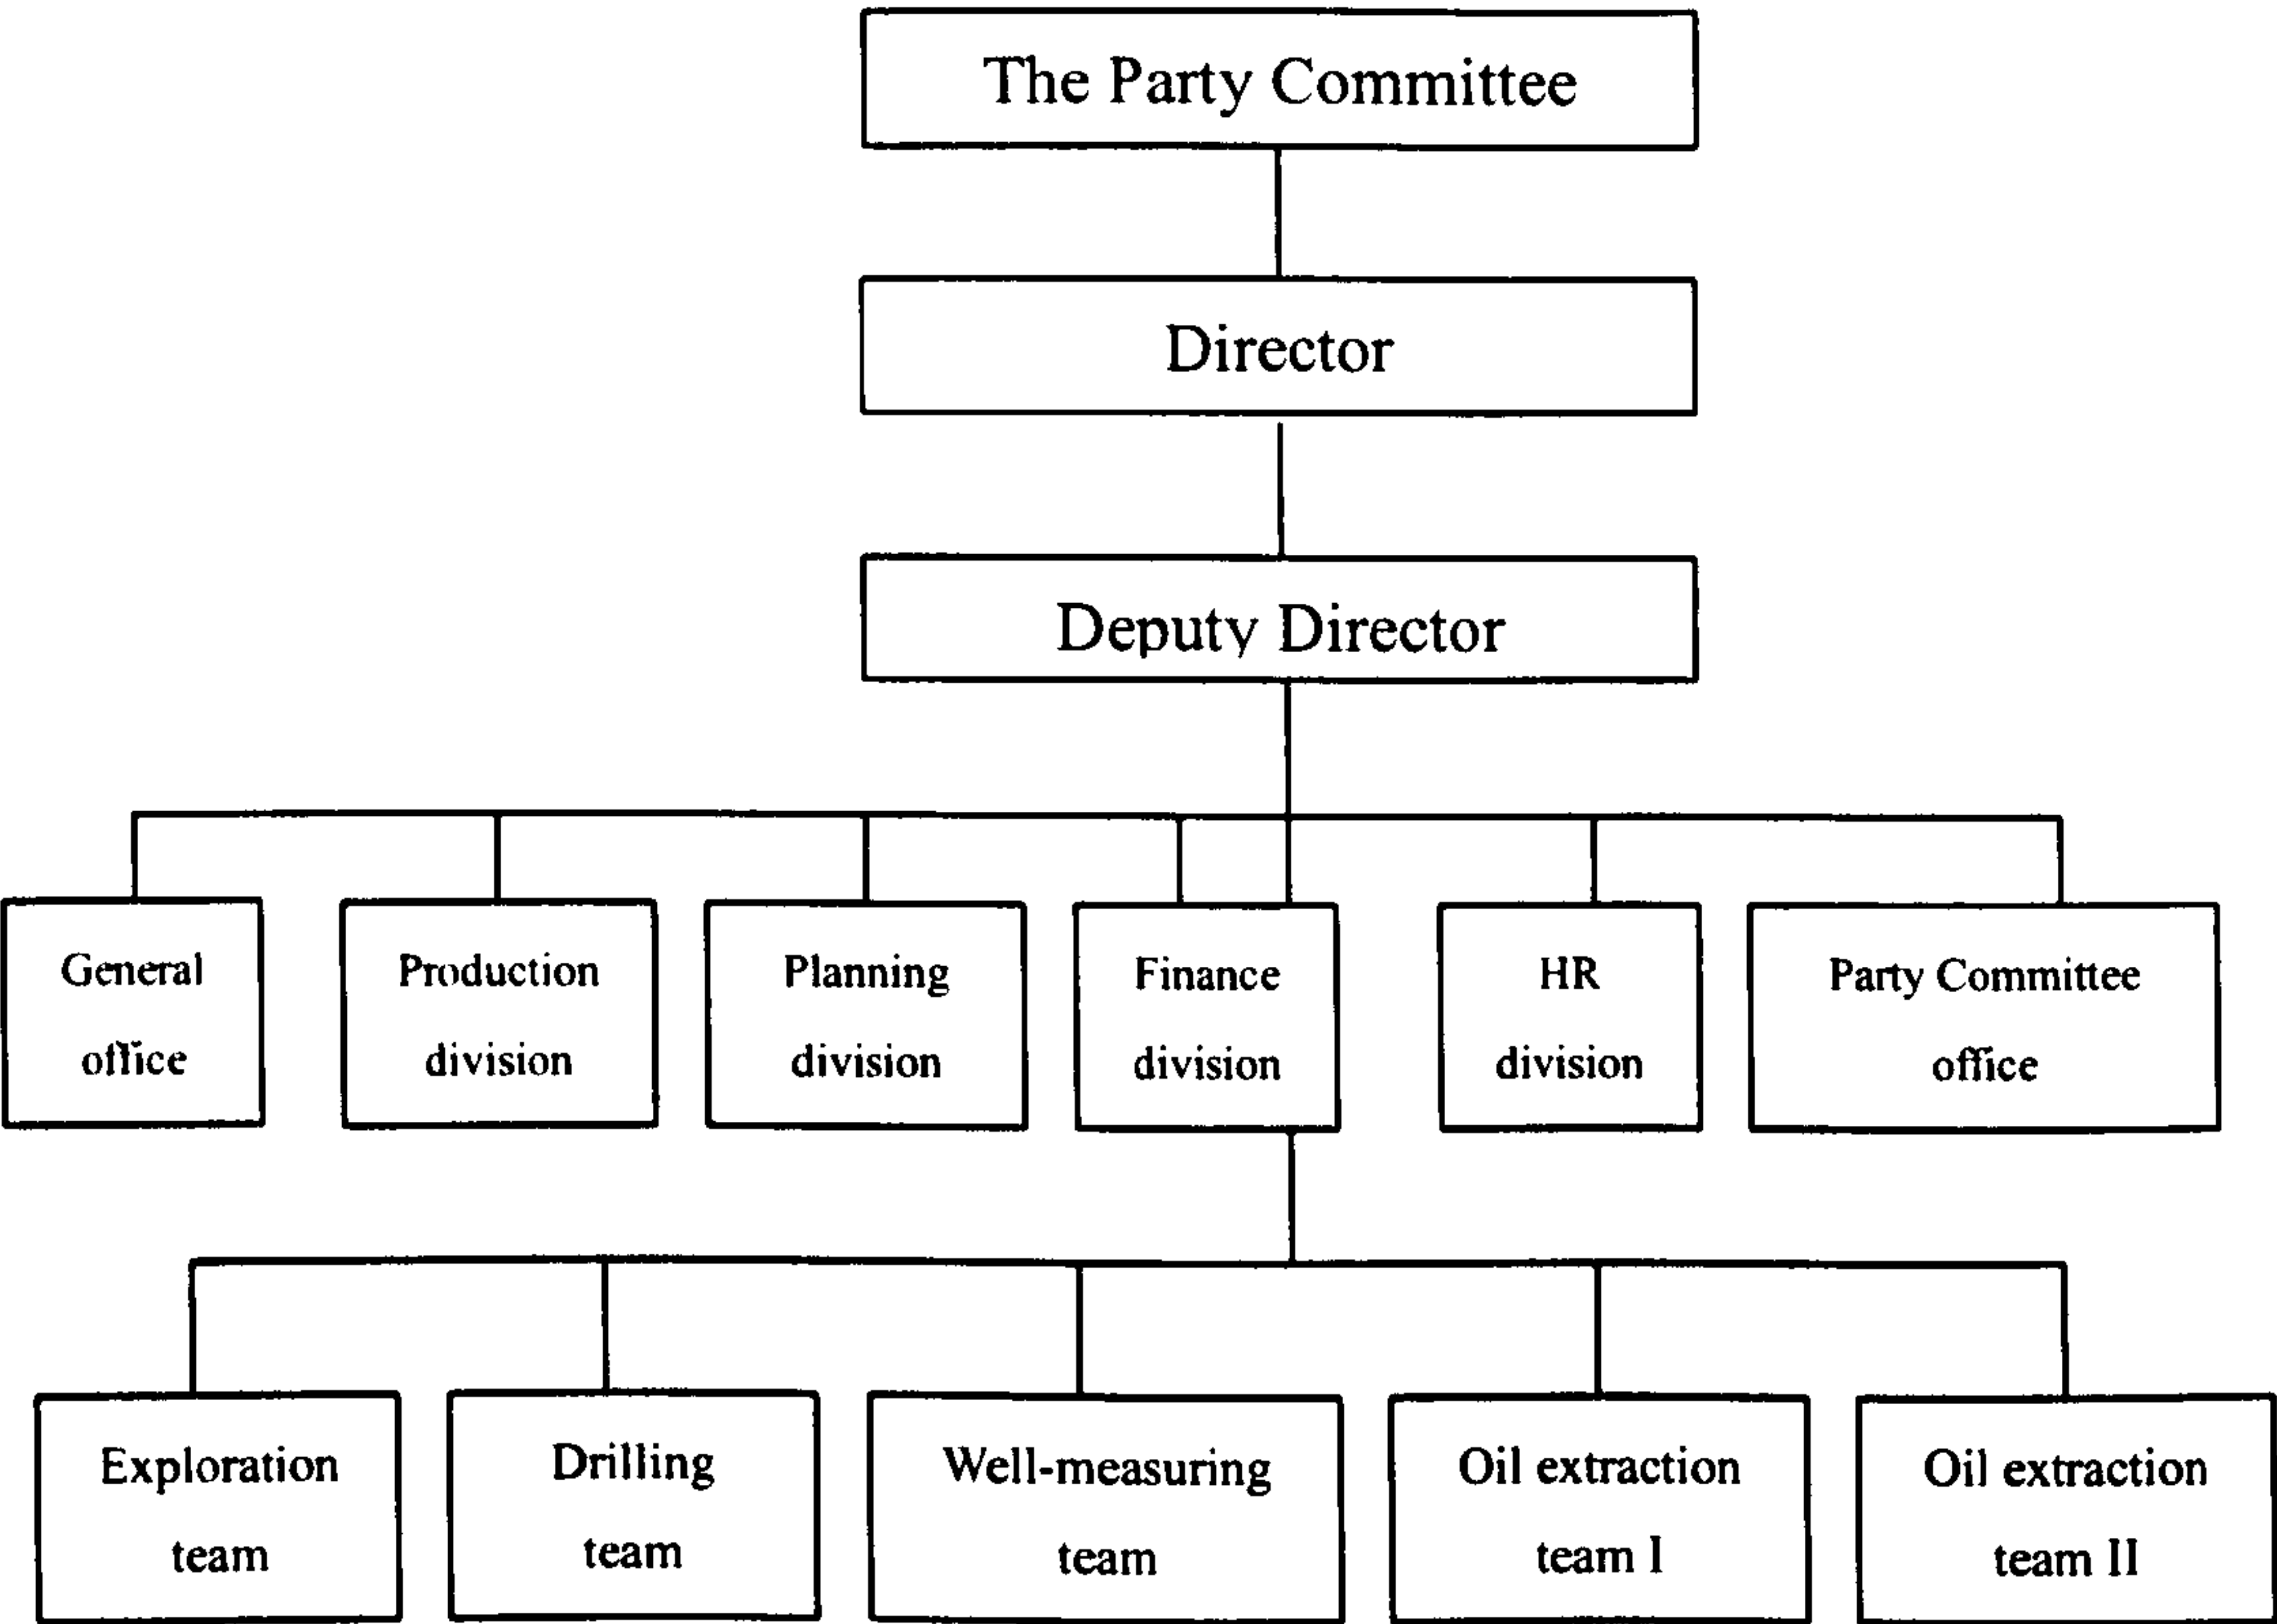 The Party Committee
Director
Deputy Director
General
office
Production
division
Planning
division
Finance
division
HR
division
Party Committee
office
Exploration
team
Drilling
team
Well-measuring
team
Oil extraction
team I
Oil extraction
team II